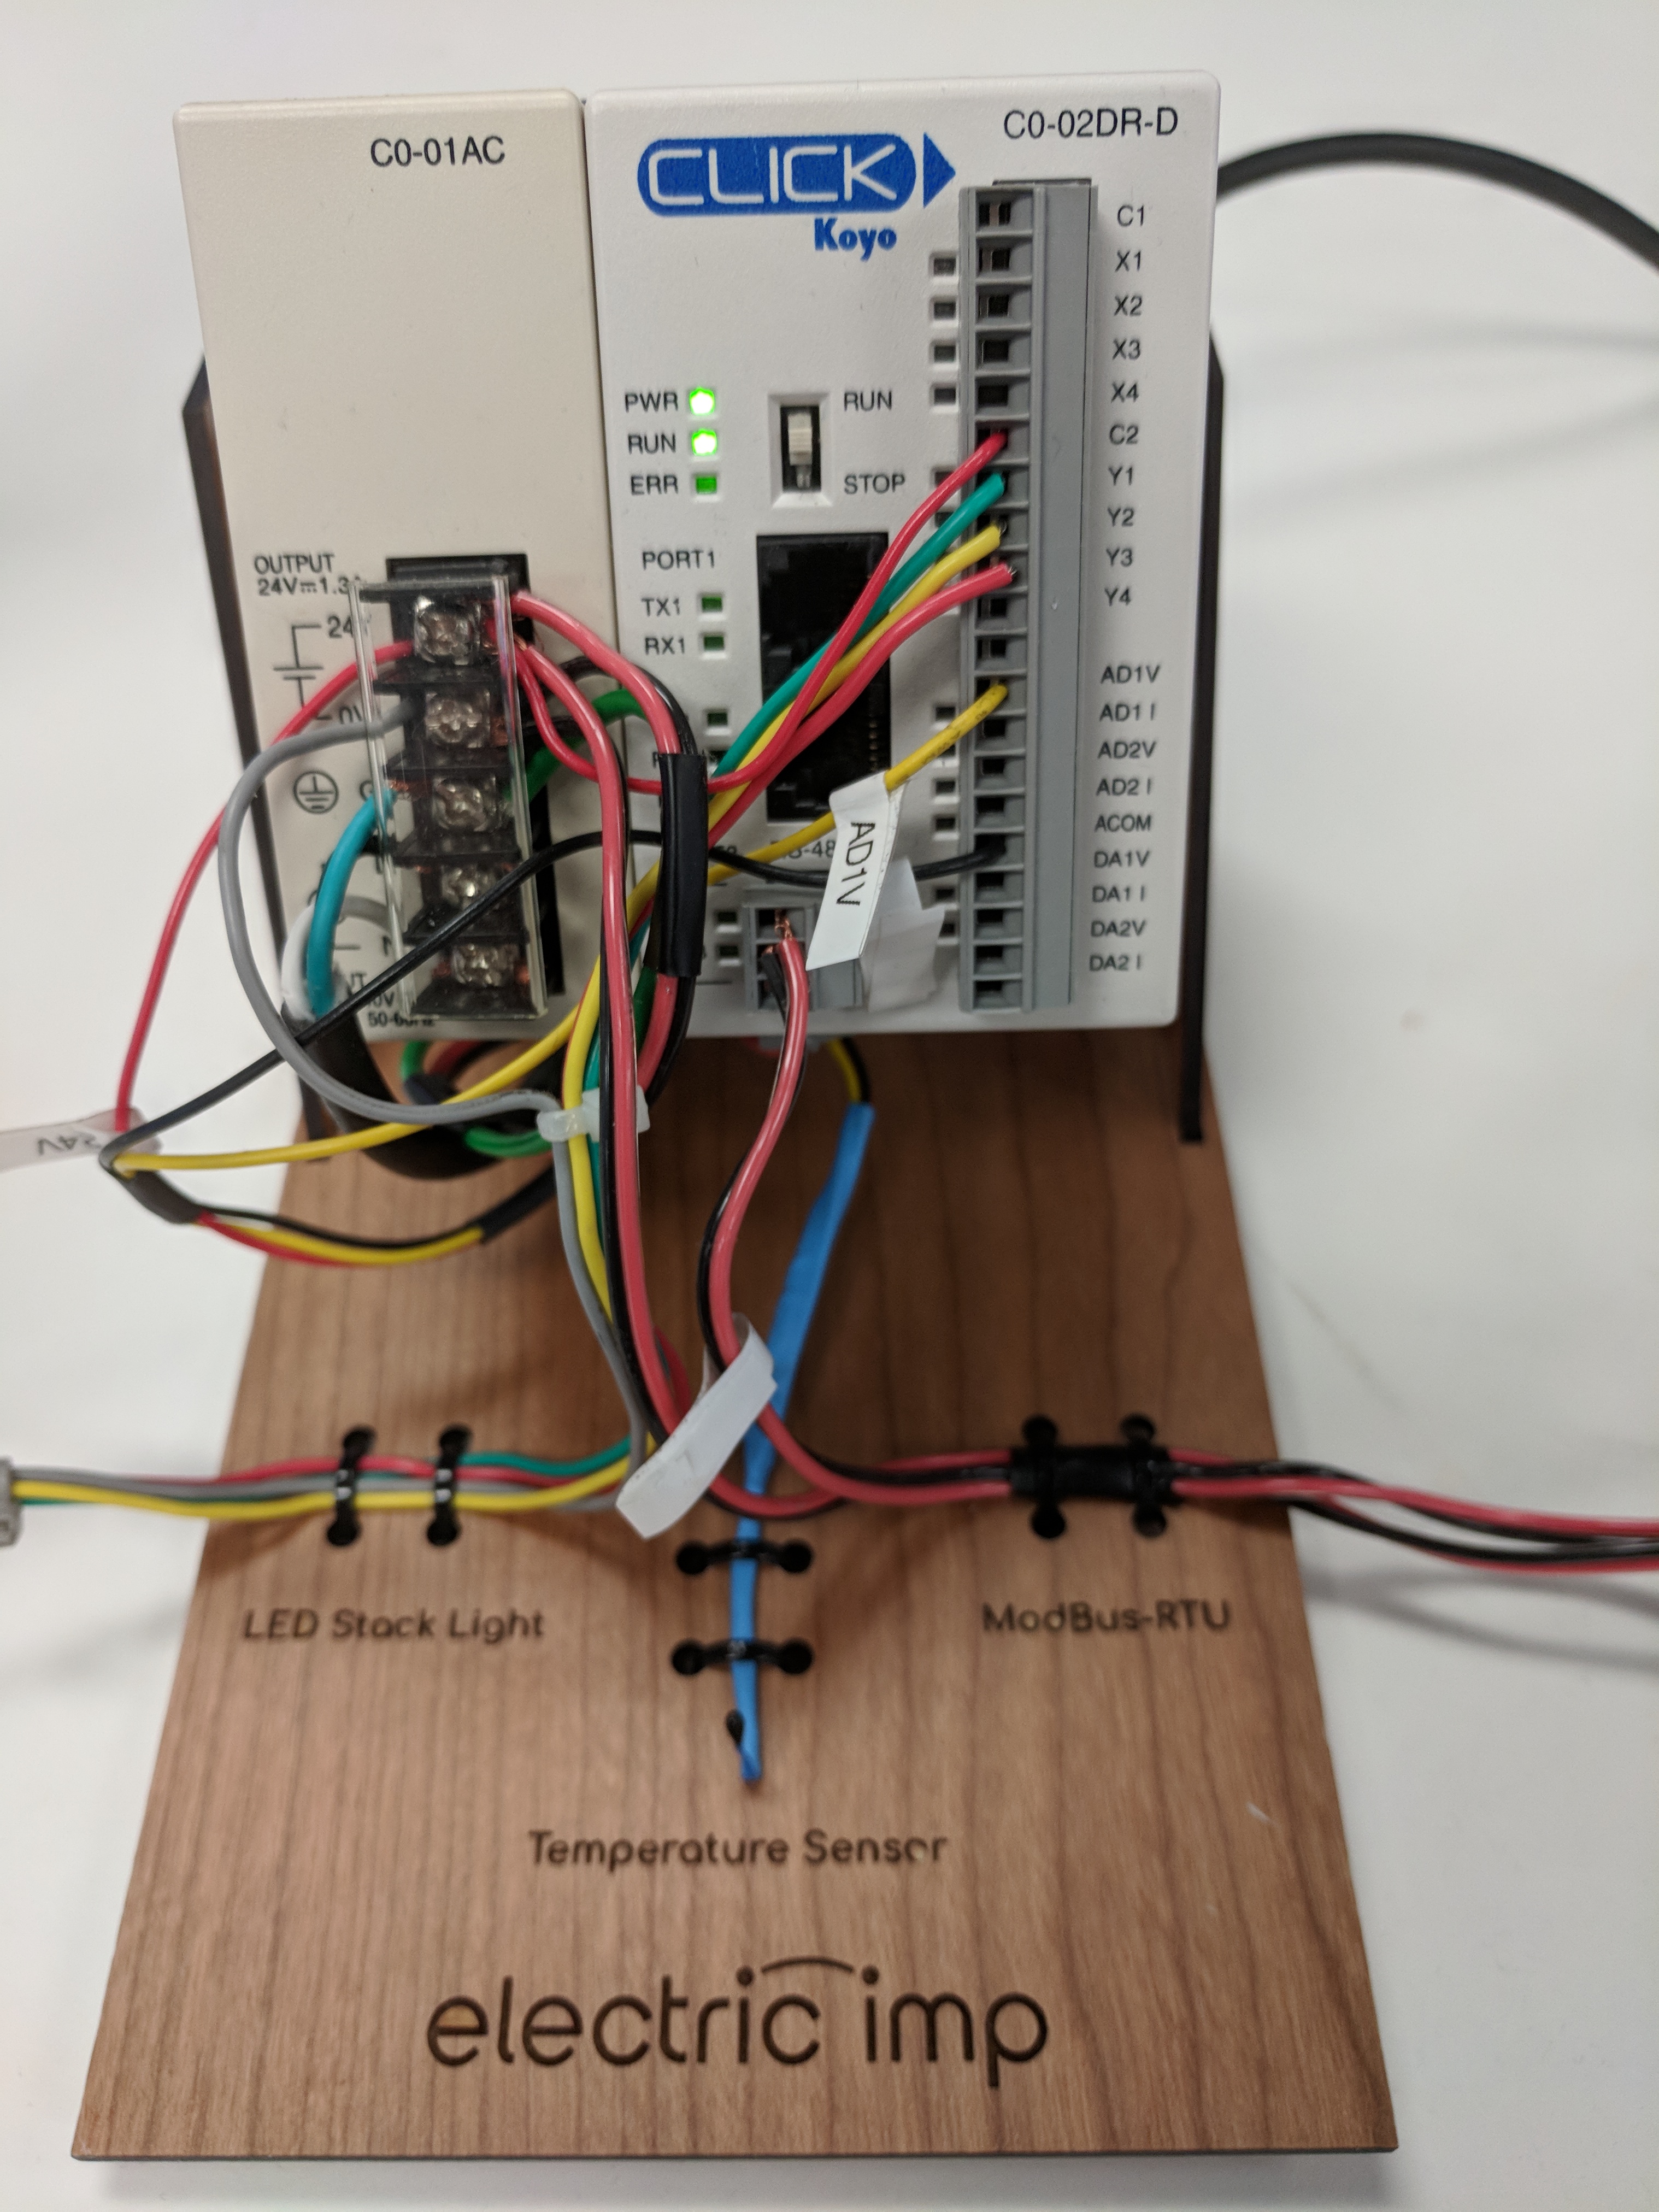 C0-01AC
C0-02DR-D
CLICK
Koyo
C1
X1
X2
X3
X4
C2
Y1
Y2
Y3
Y4
AD1V
AD1 I
AD2V
AD2 I
ACOM
DA1V
DA1 I
DA2V
DA2 I
PWR
RUN
ERR
RUN
STOP
PORT1
TX1
RX1
OUTPUT
24V
0V
AD1V
24V
LED Stack Light
ModBus-RTU
Temperature Sensor
electric imp